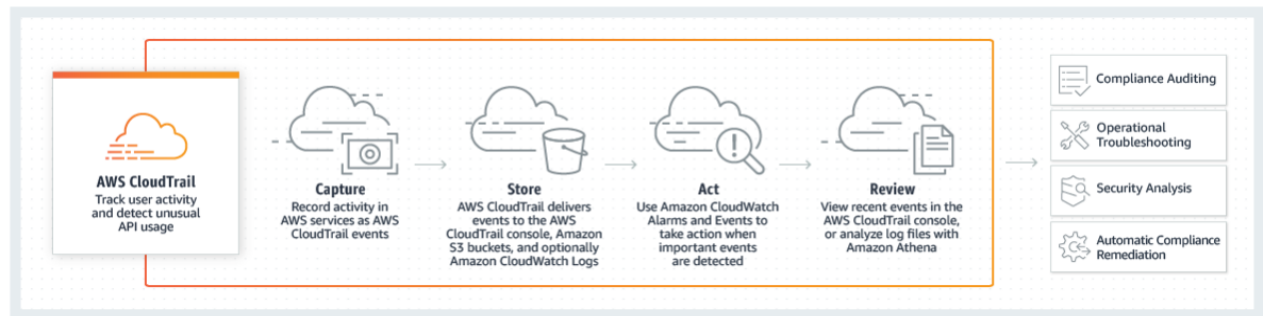 AWS CloudTrail
Track user activity
and detect unusual
API usage
Capture
Record activity in
AWS services as AWS
CloudTrail events
Store
AWS CloudTrail delivers
events to the AWS
CloudTrail console, Amazon
S3 buckets, and optionally
Amazon CloudWatch Logs
Act
Use Amazon CloudWatch
Alarms and Events to
take action when
important events
are detected
Review
View recent events in the
AWS CloudTrail console,
or analyze log files with
Amazon Athena
Compliance Auditing
Operational
Troubleshooting
Security Analysis
Automatic Compliance
Remediation